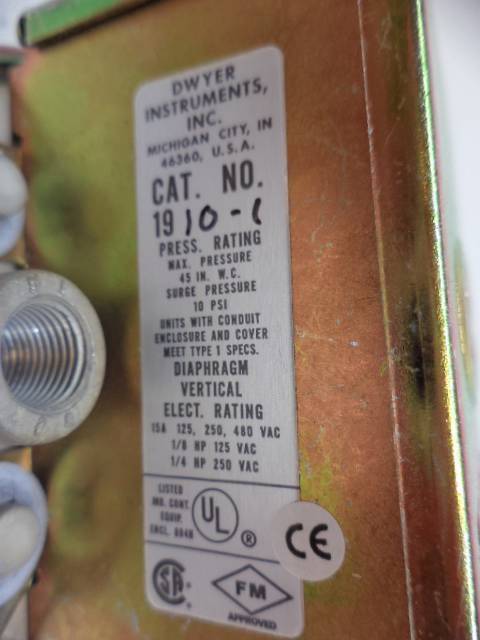 DWYER
INSTRUMENTS,
INC.
MICHIGAN CITY, IN
46360, U.S.A.
CAT. NO.
1910-1
PRESS. RATING
MAX. PRESSURE
45 IN. W.C.
SURGE PRESSURE
10 PSI
UNITS WITH CONDUIT
ENCLOSURE AND COVER
MEET TYPE 1 SPECS.
DIAPHRAGM
VERTICAL
ELECT. RATING
15A 125, 250, 480 VAC
1/8 HP 125 VAC
1/4 HP 250 VAC
LISTED
IND. CONT.
EQUIP.
UL
®
CE
SA
FM
APPROVED